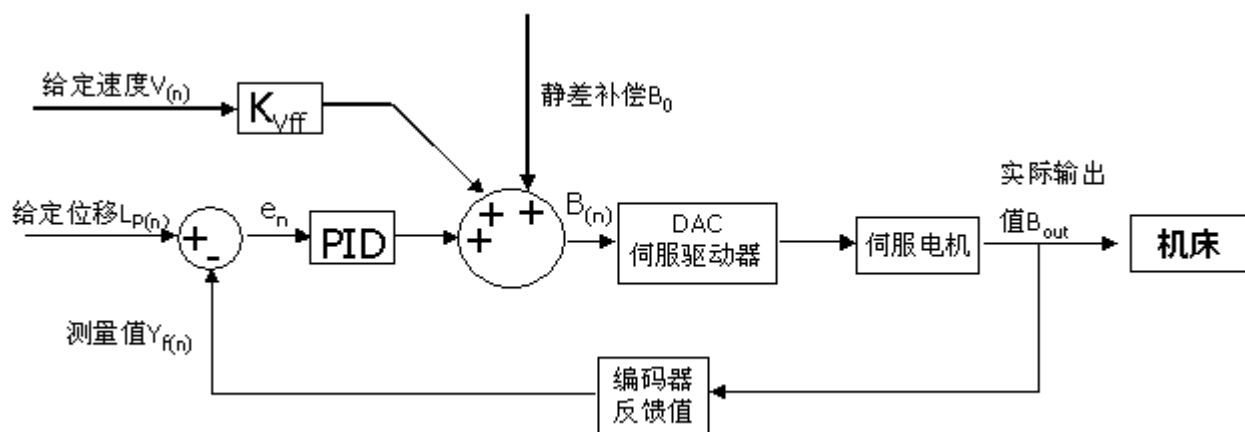 给定速度V(n)
Kvff
静差补偿B0
给定位移LP(n)
+
-
en
PID
+
+
+
B(n)
DAC
伺服驱动器
伺服电机
实际输出
值Bout
机床
测量值Yf(n)
编码器
反馈值